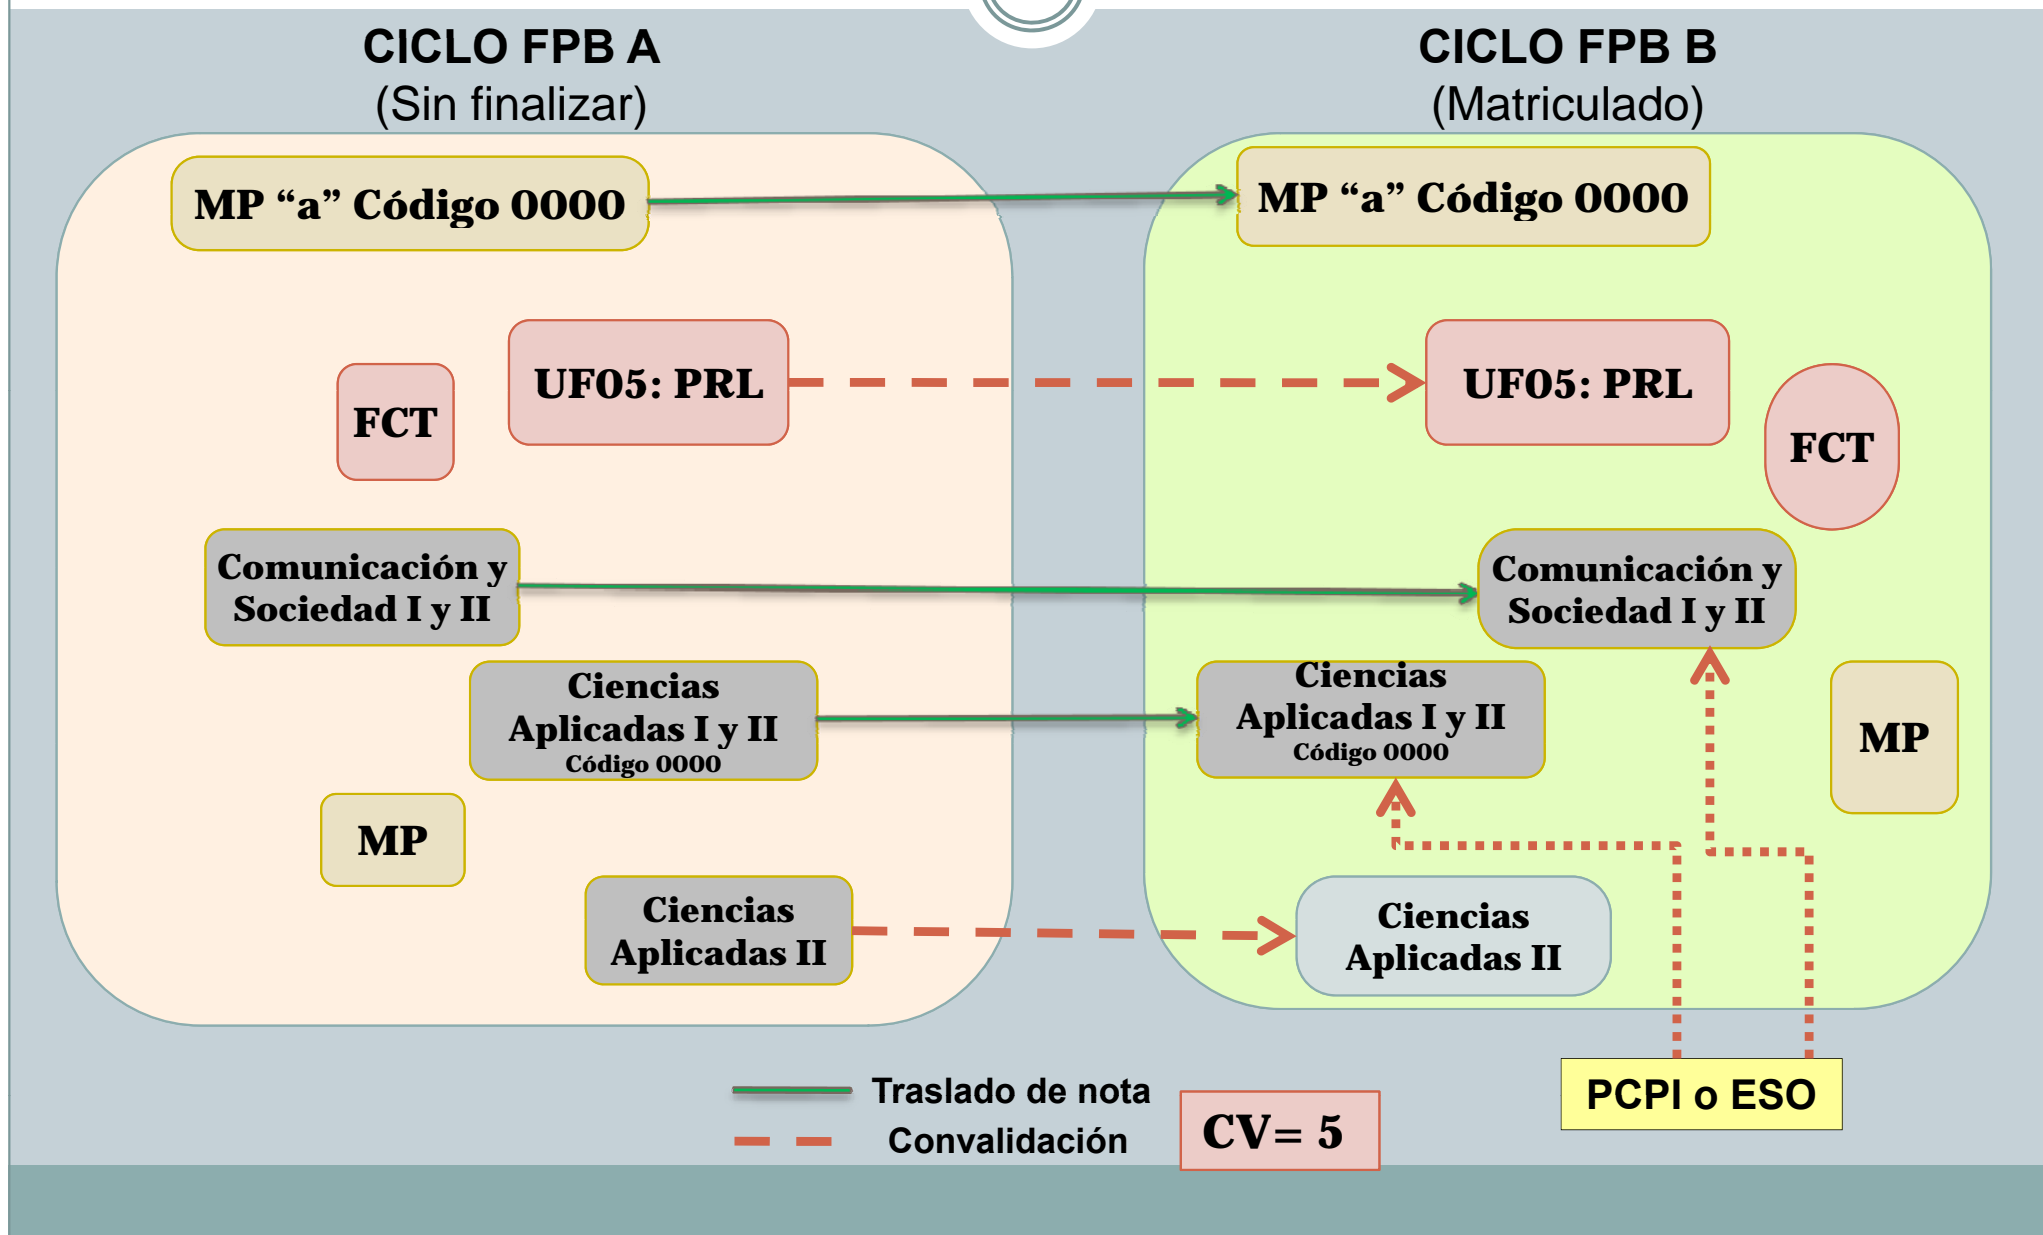 CICLO FPB A
(Sin finalizar)
CICLO FPB B
(Matriculado)
MP “a” Código 0000
MP “a” Código 0000
UF05: PRL
UF05: PRL
FCT
FCT
Comunicación y
Sociedad I y II
Comunicación y
Sociedad I y II
Ciencias
Aplicadas I y II
Código 0000
Ciencias
Aplicadas I y II
Código 0000
MP
MP
Ciencias
Aplicadas II
Ciencias
Aplicadas II
Traslado de nota
Convalidación
CV= 5
PCPI o ESO